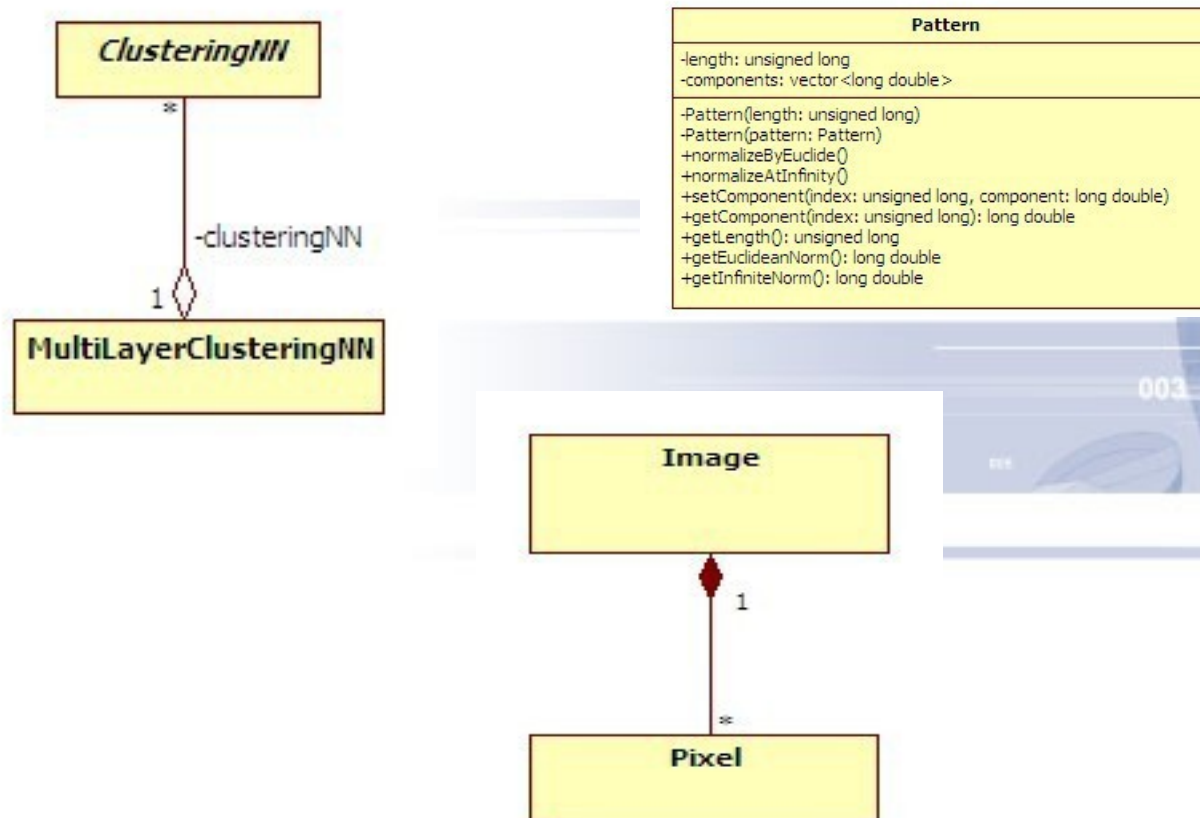 ClusteringNN
*
-clusteringNN
1
MultiLayerClusteringNN
Pattern
-length: unsigned long
-components: vector<long double>
-Pattern(length: unsigned long)
-Pattern(pattern: Pattern)
+normalizeByEuclide()
+normalizeAtInfinity()
+setComponent(index: unsigned long, component: long double)
+getComponent(index: unsigned long): long double
+getLength(): unsigned long
+getEuclideanNorm(): long double
+getInfiniteNorm(): long double
003
Image
1
*
Pixel